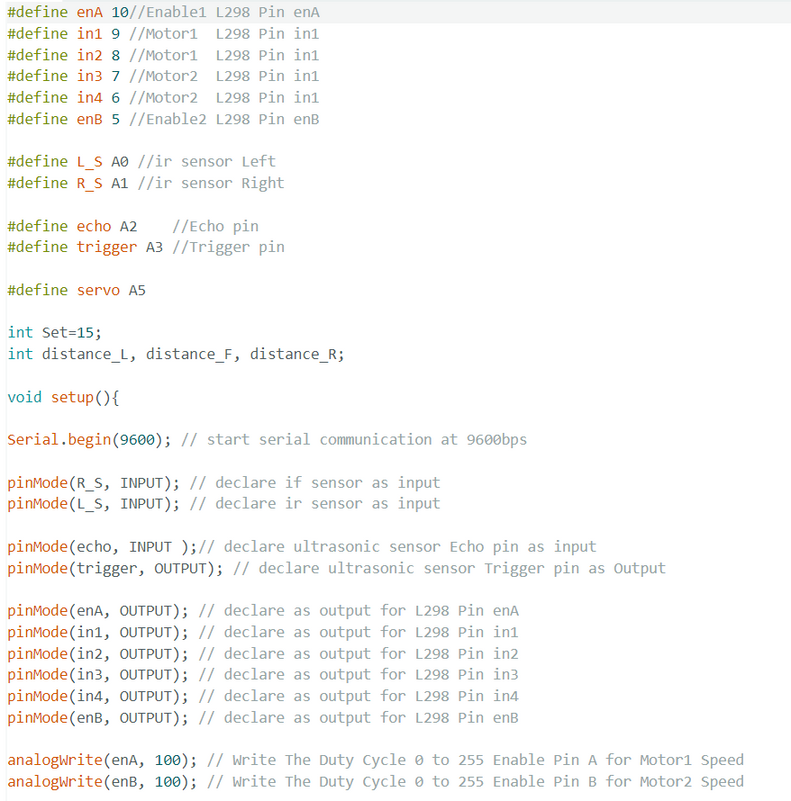 #define enA 10//Enable1 L298 Pin enA
#define in1 9 //Motor1  L298 Pin in1
#define in2 8 //Motor1  L298 Pin in1
#define in3 7 //Motor2  L298 Pin in1
#define in4 6 //Motor2  L298 Pin in1
#define enB 5 //Enable2 L298 Pin enB
#define L_S A0 //ir sensor Left
#define R_S A1 //ir sensor Right
#define echo A2    //Echo pin
#define trigger A3 //Trigger pin
#define servo A5
int Set=15;
int distance_L, distance_F, distance_R;
void setup(){
Serial.begin(9600); // start serial communication at 9600bps
pinMode(R_S, INPUT); // declare if sensor as input
pinMode(L_S, INPUT); // declare ir sensor as input
pinMode(echo, INPUT );// declare ultrasonic sensor Echo pin as input
pinMode(trigger, OUTPUT); // declare ultrasonic sensor Trigger pin as Output
pinMode(enA, OUTPUT); // declare as output for L298 Pin enA
pinMode(in1, OUTPUT); // declare as output for L298 Pin in1
pinMode(in2, OUTPUT); // declare as output for L298 Pin in2
pinMode(in3, OUTPUT); // declare as output for L298 Pin in3
pinMode(in4, OUTPUT); // declare as output for L298 Pin in4
pinMode(enB, OUTPUT); // declare as output for L298 Pin enB
analogWrite(enA, 100); // Write The Duty Cycle 0 to 255 Enable Pin A for Motor1 Speed
analogWrite(enB, 100); // Write The Duty Cycle 0 to 255 Enable Pin B for Motor2 Speed